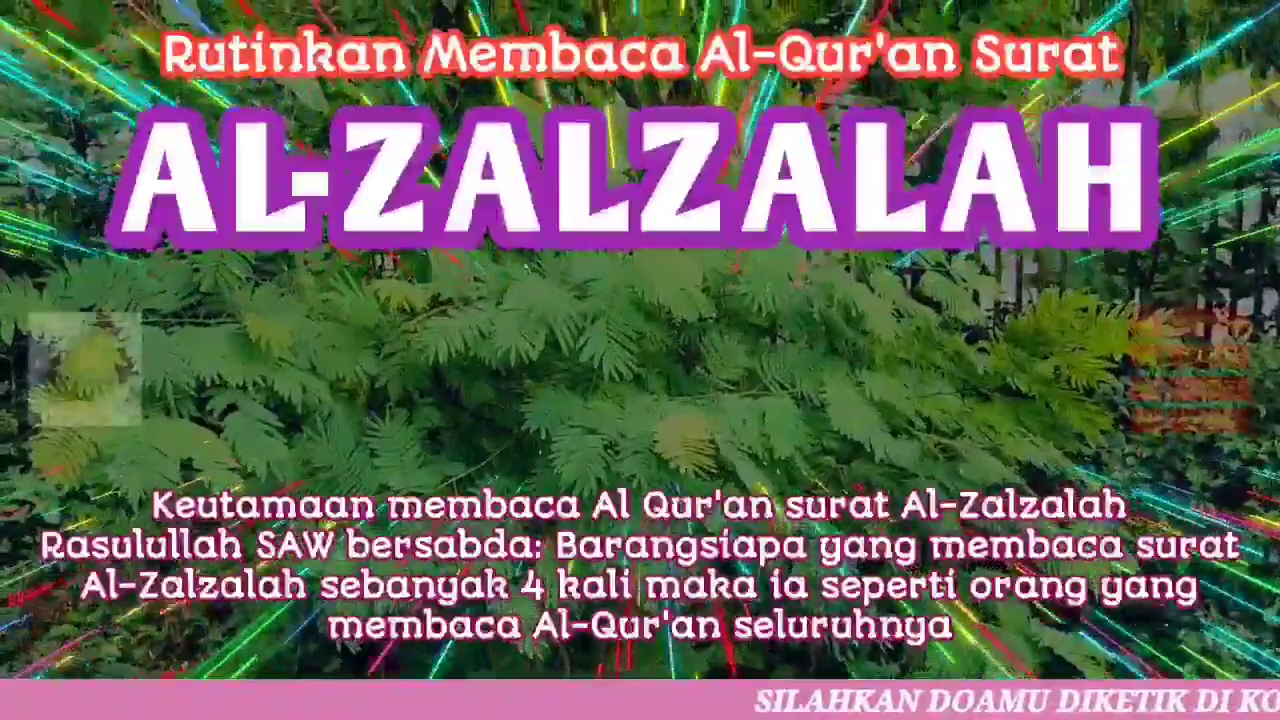 Rutinkan Membaca Al-Qur'an Surat
AL-ZALZALAH
Keutamaan membaca Al Qur'an surat Al-Zalzalah
Rasulullah SAW bersabda: Barangsiapa yang membaca surat
Al-Zalzalah sebanyak 4 kali maka ia seperti orang yang
membaca Al-Qur'an seluruhnya
SILAHKAN DOAMU DIKETIK DI KO